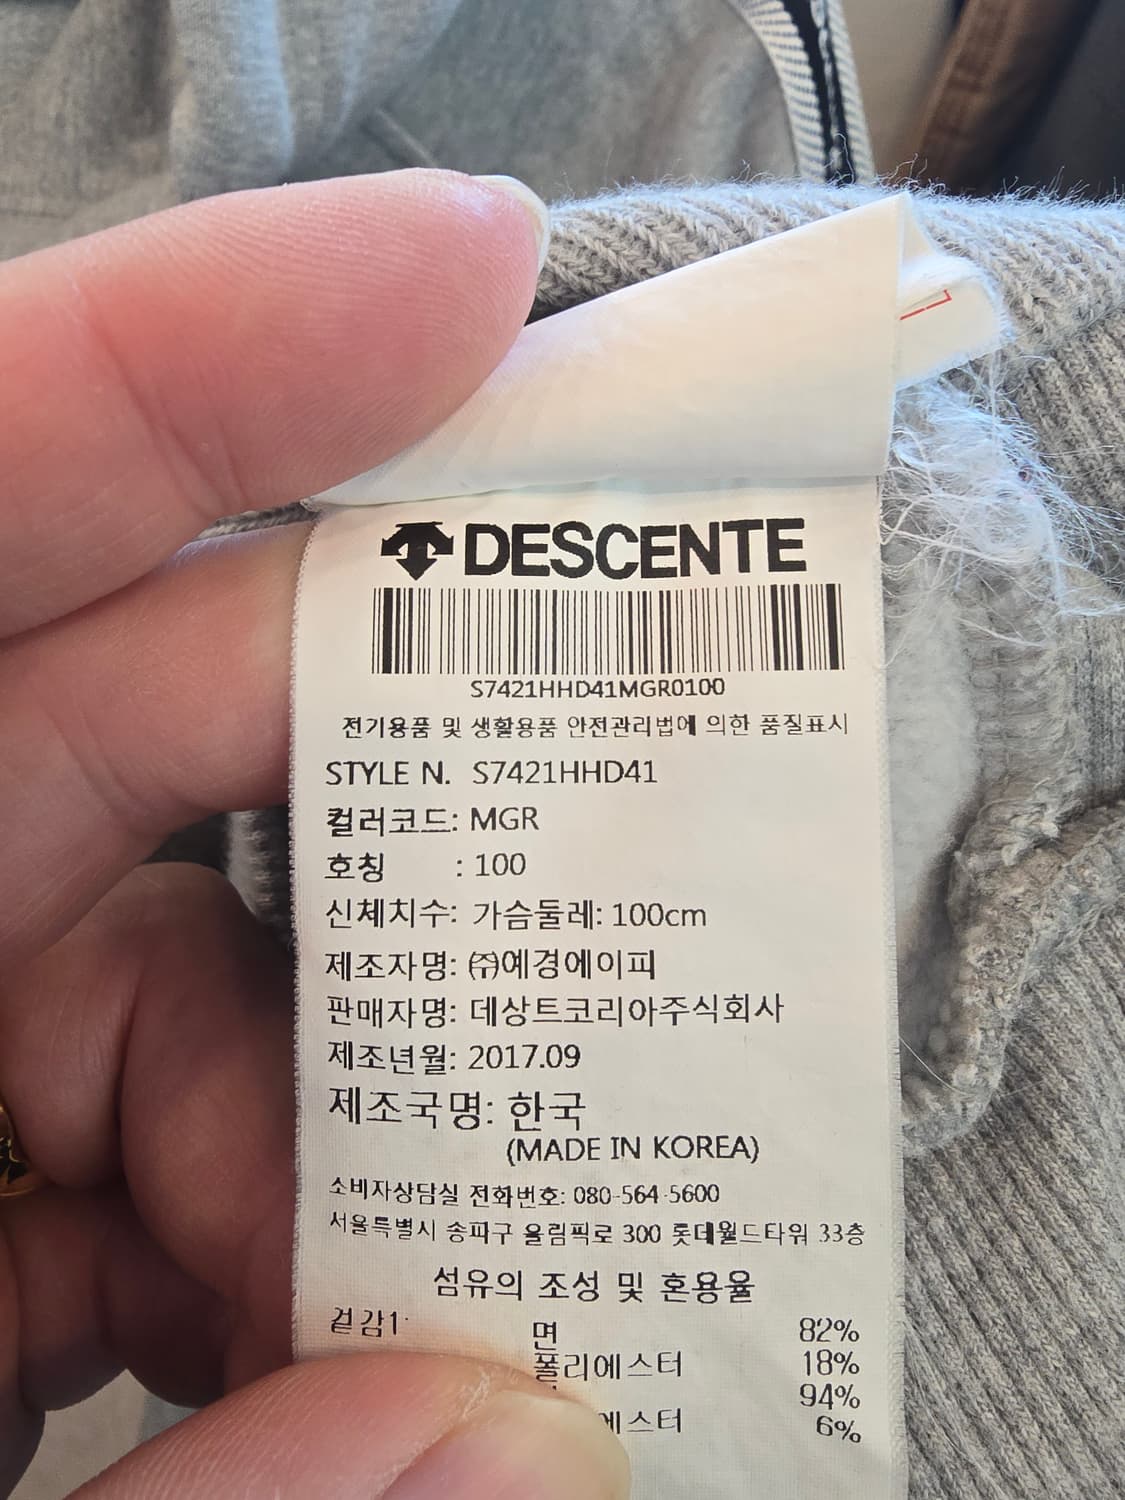 DESCENTE
S7421HHD41MGR0100
전기용품 및 생활용품 안전관리법에 의한 품질표시
STYLE N. S7421HHD41
컬러코드: MGR
호칭 : 100
신체치수: 가슴둘레: 100cm
제조자명: ㈜예경에이피
판매자명: 데상트코리아주식회사
제조년월: 2017.09
제조국명: 한국
(MADE IN KOREA)
소비자상담실 전화번호: 080-564-5600
서울특별시 송파구 올림픽로 300 롯데월드타워 33층
섬유의 조성 및 혼용율
겉감1 면 82%
폴리에스터 18%
94%
에스터 6%